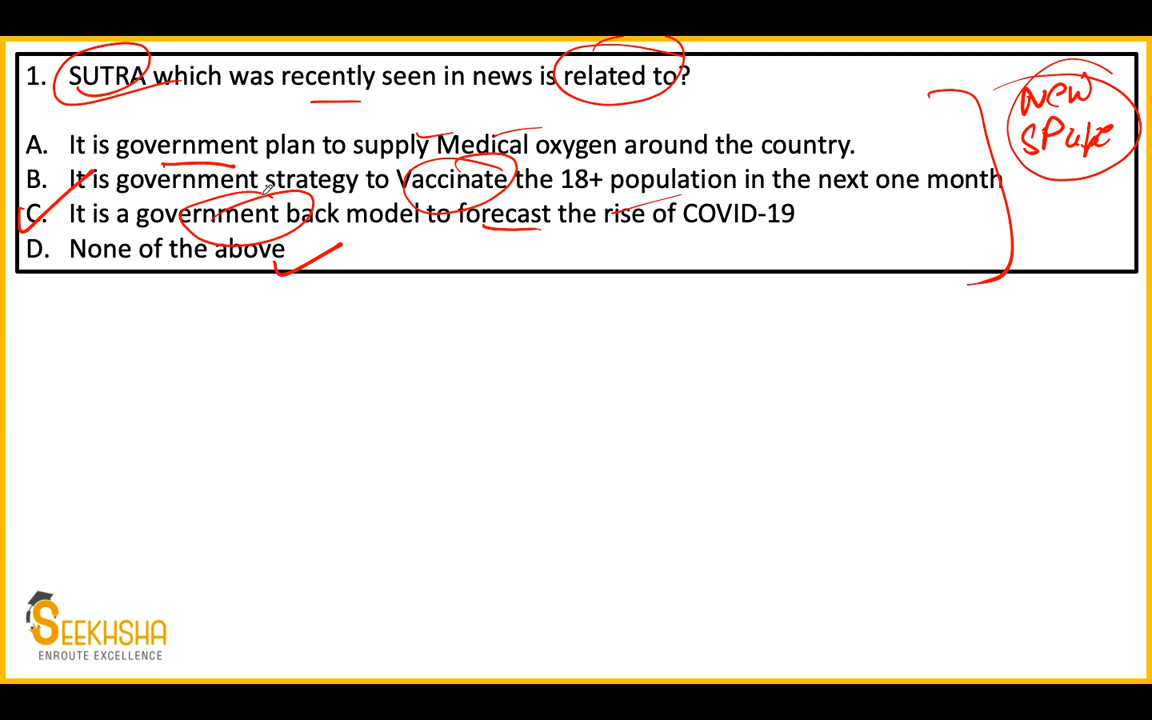 1. SUTRA which was recently seen in news is related to?
A. It is government plan to supply Medical oxygen around the country.
B. It is government strategy to Vaccinate the 18+ population in the next one month
C. It is a government back model to forecast the rise of COVID-19
D. None of the above
New
SEEKHSHA
ENROUTE EXCELLENCE